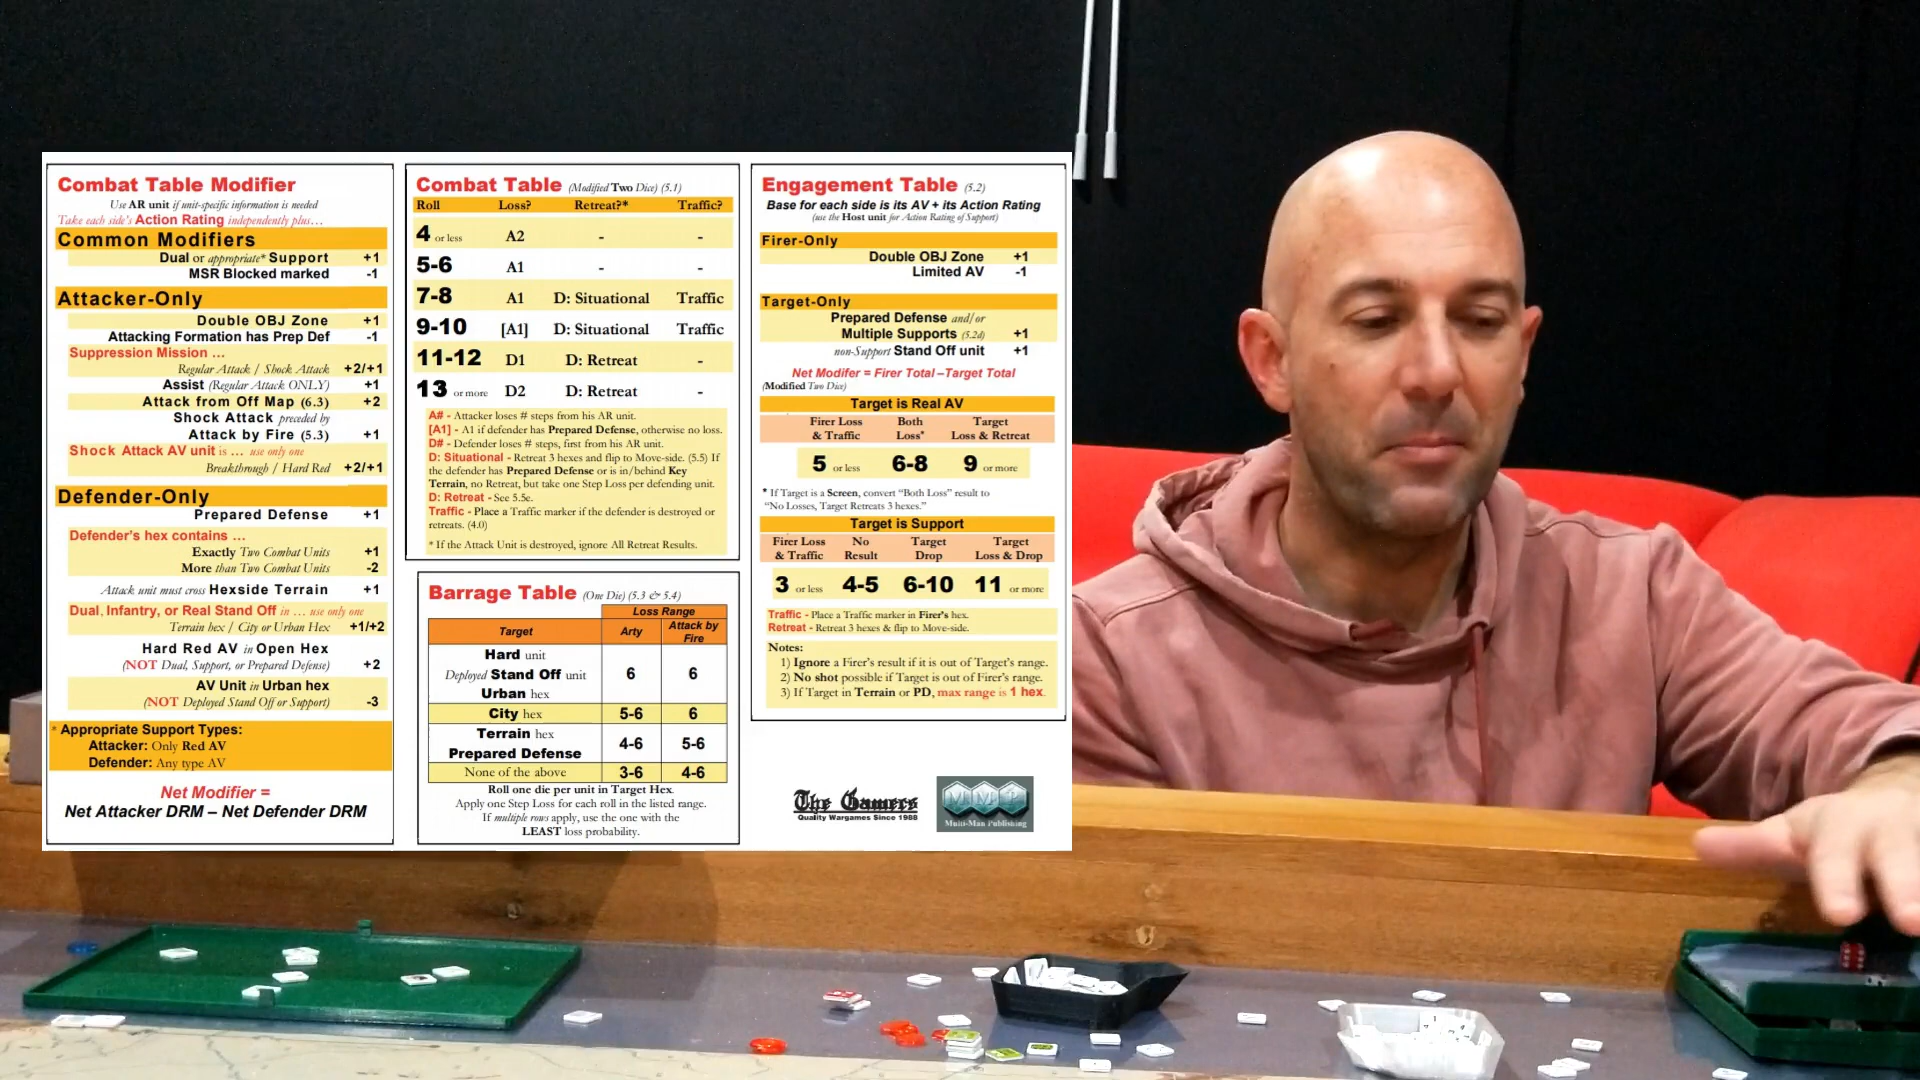 Combat Table Modifier
Use AR unit if unit-specific information is needed
Take each side's Action Rating independently plus…
Common Modifiers
Dual or appropriate* Support +1
MSR Blocked marked -1
Attacker-Only
Double OBJ Zone +1
Attacking Formation has Prep Def -1
Suppression Mission …
Regular Attack / Shock Attack +2/+1
Assist (Regular Attack ONLY) +1
Attack from Off Map (6.3) +2
Shock Attack preceded by
Attack by Fire (5.3) +1
Shock Attack AV unit is … use only one
Breakthrough / Hard Red +2/+1
Defender-Only
Prepared Defense +1
Defender's hex contains …
Exactly Two Combat Units +1
More than Two Combat Units -2
Attack unit must cross Hexside Terrain +1
Dual, Infantry, or Real Stand Off in … use only one
Terrain hex / City or Urban Hex +1/+2
Hard Red AV in Open Hex
(NOT Dual, Support, or Prepared Defense) +2
AV Unit in Urban hex
(NOT Deployed Stand Off or Support) -3
* Appropriate Support Types:
Attacker: Only Red AV
Defender: Any type AV
Net Modifier =
Net Attacker DRM – Net Defender DRM
Combat Table (Modified Two Dice) (5.1)
Roll Loss? Retreat?* Traffic?
4 or less A2 - -
5-6 A1 - -
7-8 A1 D: Situational Traffic
9-10 [A1] D: Situational Traffic
11-12 D1 D: Retreat -
13 or more D2 D: Retreat -
A# - Attacker loses # steps from his AR unit.
[A1] - A1 if defender has Prepared Defense, otherwise no loss.
D# - Defender loses # steps, first from his AR unit.
D: Situational - Retreat 3 hexes and flip to Move-side. (5.5) If
the defender has Prepared Defense or is in/behind Key
Terrain, no Retreat, but take one Step Loss per defending unit.
D: Retreat - See 5.5e.
Traffic - Place a Traffic marker if the defender is destroyed or
retreats. (4.0)
* If the Attack Unit is destroyed, ignore All Retreat Results.
Barrage Table (One Die) (5.3 & 5.4)
Loss Range
Target Arty Attack by
Fire
Hard unit
Deployed Stand Off unit 6 6
Urban hex
City hex 5-6 6
Terrain hex
Prepared Defense 4-6 5-6
None of the above 3-6 4-6
Roll one die per unit in Target Hex.
Apply one Step Loss for each roll in the listed range.
If multiple rows apply, use the one with the
LEAST loss probability.
Engagement Table (5.2)
Base for each side is its AV + its Action Rating
(use the Host unit for Action Rating of Support)
Firer-Only
Double OBJ Zone +1
Limited AV -1
Target-Only
Prepared Defense and/or
Multiple Supports (5.2d) +1
non-Support Stand Off unit +1
Net Modifer = Firer Total –Target Total
(Modified Two Dice)
Target is Real AV
Firer Loss Both Target
& Traffic Loss* Loss & Retreat
5 or less 6-8 9 or more
* If Target is a Screen, convert "Both Loss" result to
"No Losses, Target Retreats 3 hexes."
Target is Support
Firer Loss No Target Target
& Traffic Result Drop Loss & Drop
3 or less 4-5 6-10 11 or more
Traffic - Place a Traffic marker in Firer's hex.
Retreat - Retreat 3 hexes & flip to Move-side.
Notes:
1) Ignore a Firer's result if it is out of Target's range.
2) No shot possible if Target is out of Firer's range.
3) If Target in Terrain or PD, max range is 1 hex.
The Gamers
Quality Wargames Since 1988
MMP
Multi-Man Publishing